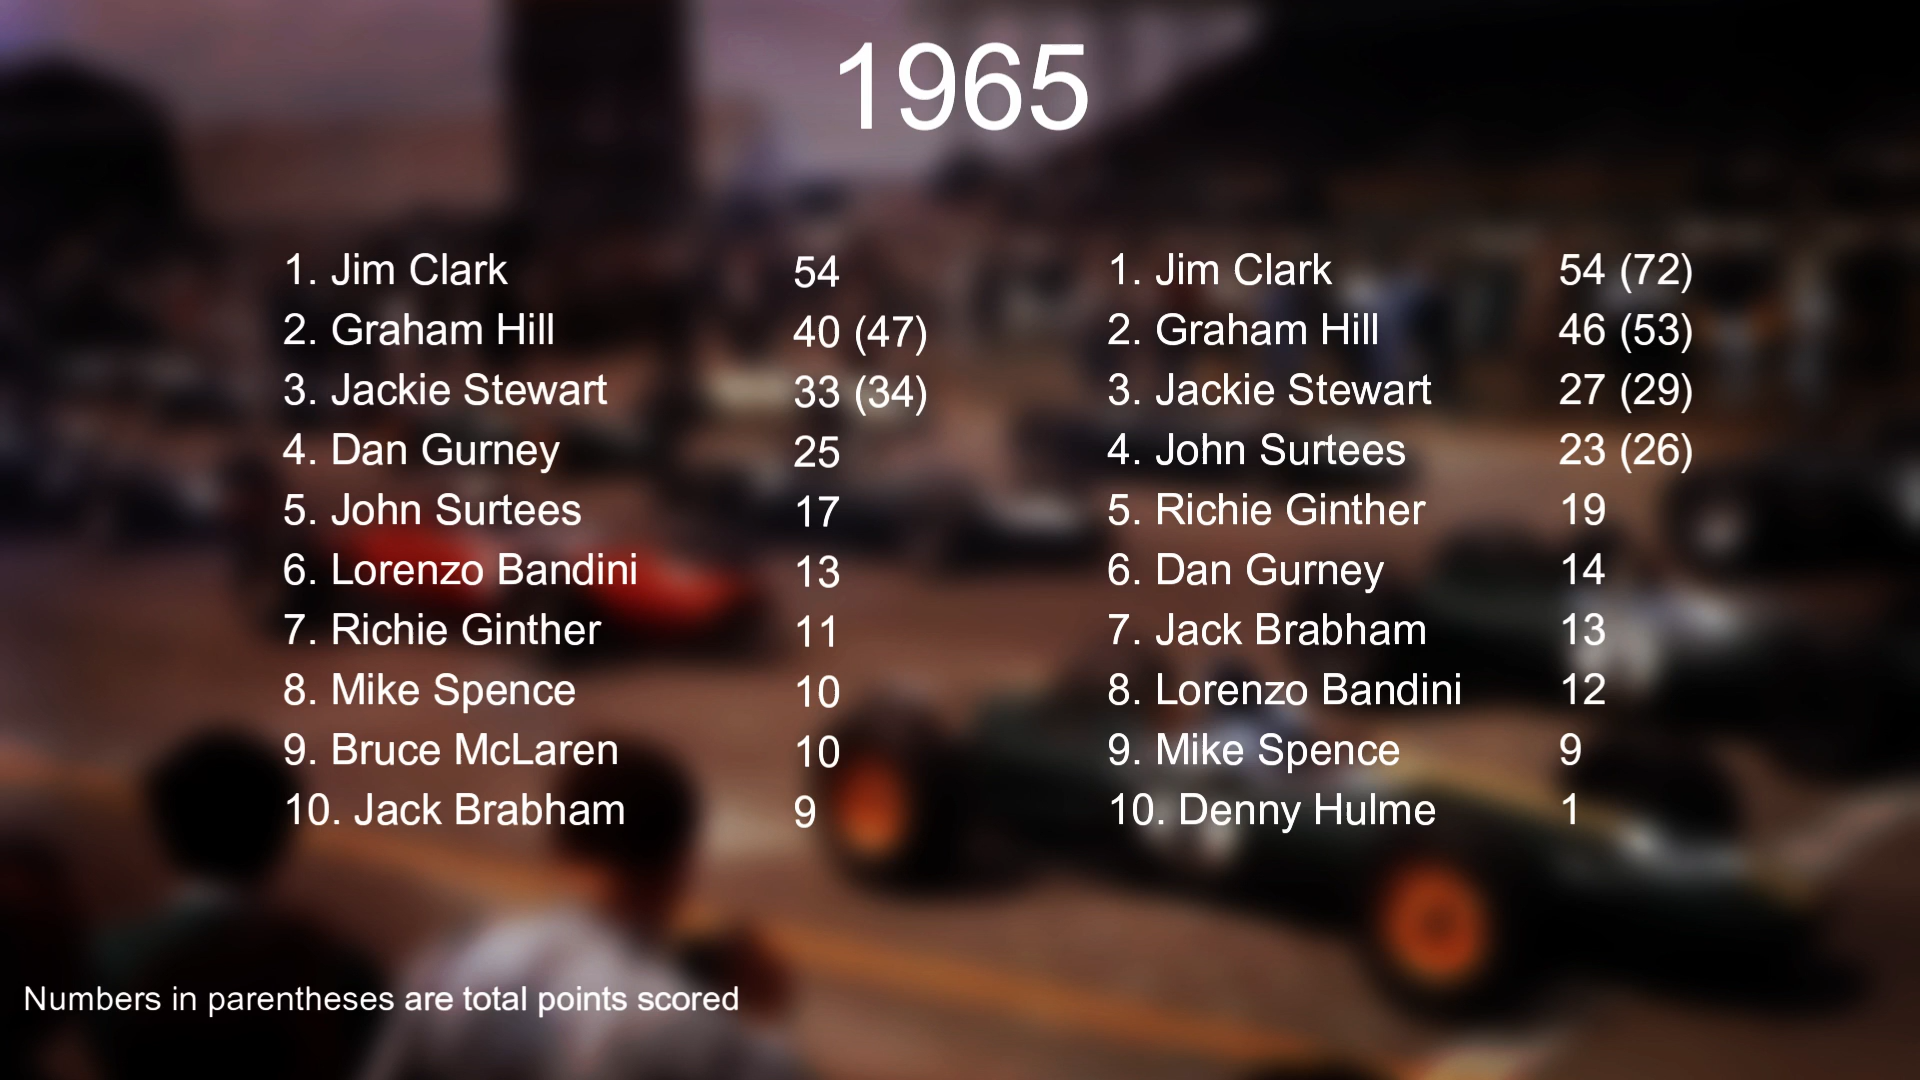 1965
1. Jim Clark 54
2. Graham Hill 40 (47)
3. Jackie Stewart 33 (34)
4. Dan Gurney 25
5. John Surtees 17
6. Lorenzo Bandini 13
7. Richie Ginther 11
8. Mike Spence 10
9. Bruce McLaren 10
10. Jack Brabham 9
1. Jim Clark 54 (72)
2. Graham Hill 46 (53)
3. Jackie Stewart 27 (29)
4. John Surtees 23 (26)
5. Richie Ginther 19
6. Dan Gurney 14
7. Jack Brabham 13
8. Lorenzo Bandini 12
9. Mike Spence 9
10. Denny Hulme 1
Numbers in parentheses are total points scored